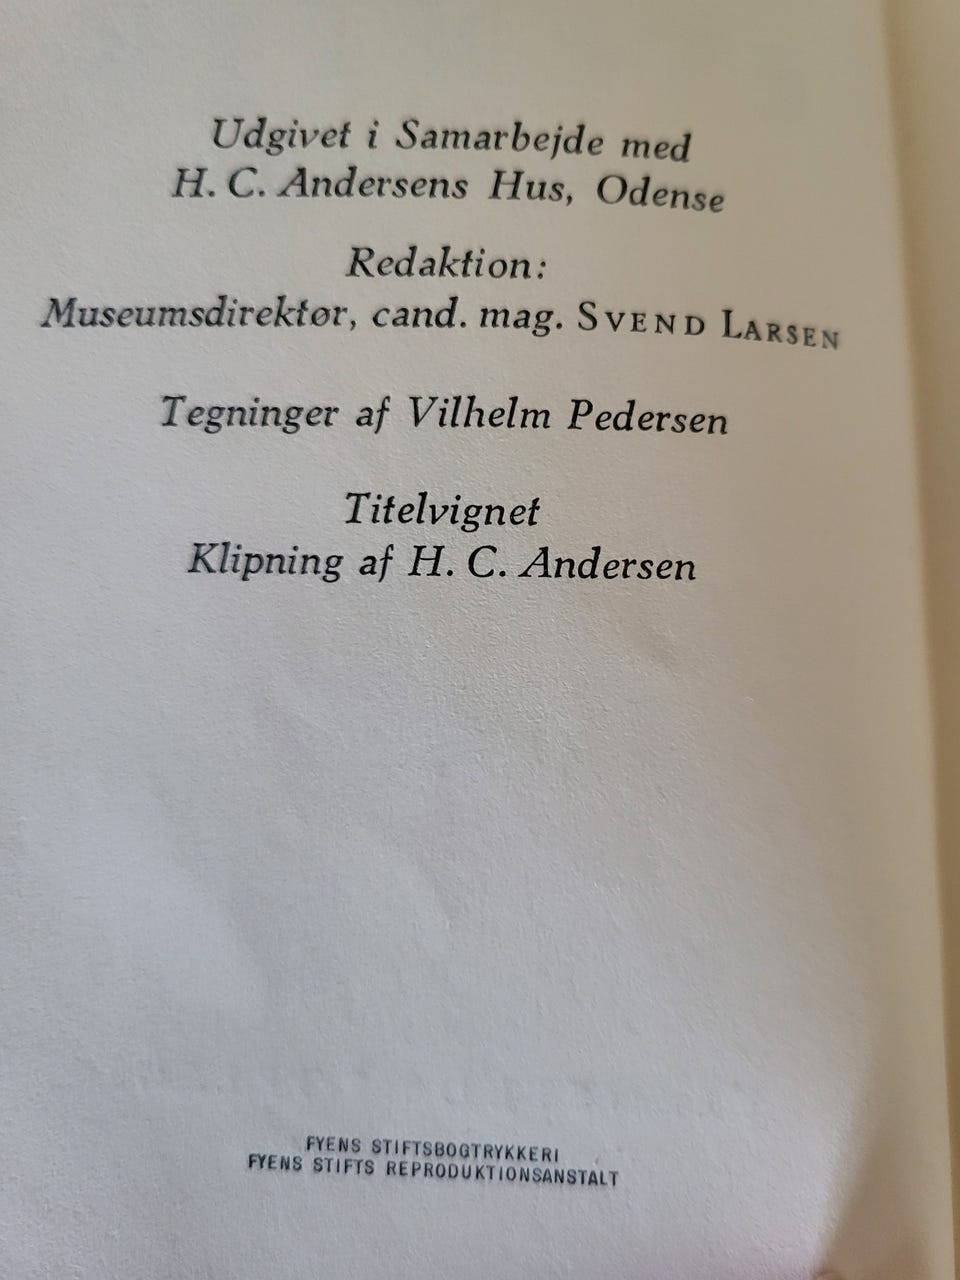 Udgivet i Samarbejde med
H. C. Andersens Hus, Odense
Redaktion:
Museumsdirektør, cand. mag. SVEND LARSEN
Tegninger af Vilhelm Pedersen
Titelvignet
Klipning af H. C. Andersen
FYENS STIFTSBOGTRYKKERI
FYENS STIFTS REPRODUKTIONSANSTALT